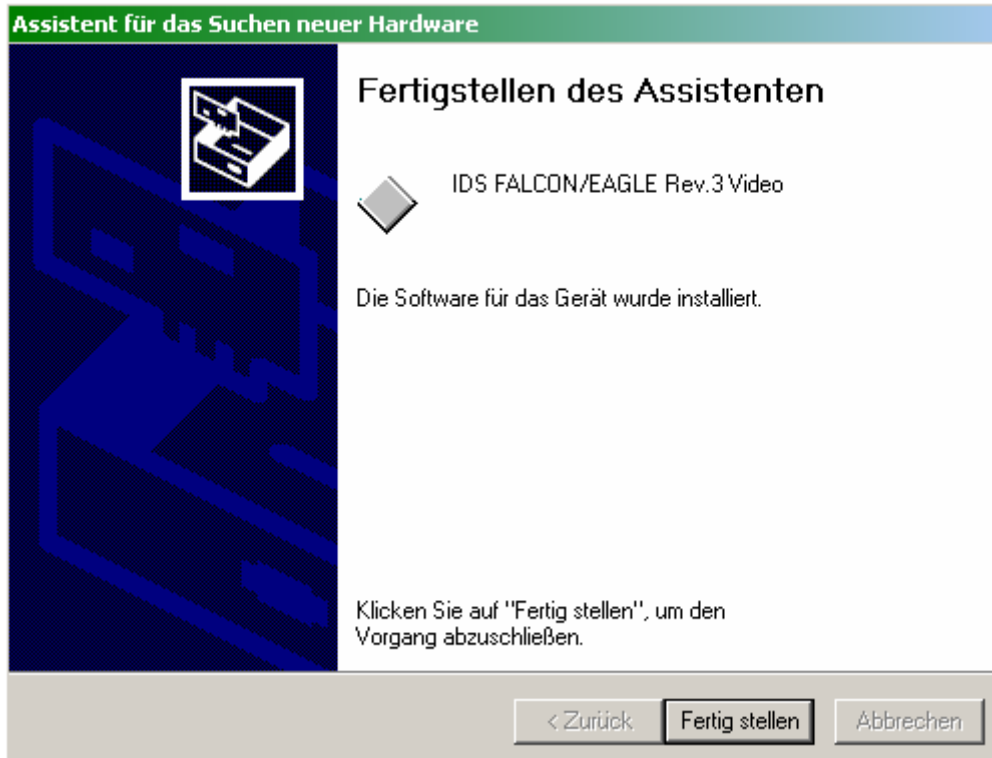 Assistent für das Suchen neuer Hardware
Fertigstellen des Assistenten
IDS FALCON/EAGLE Rev.3 Video
Die Software für das Gerät wurde installiert.
Klicken Sie auf "Fertig stellen", um den
Vorgang abzuschließen.
< Zurück
Fertig stellen
Abbrechen